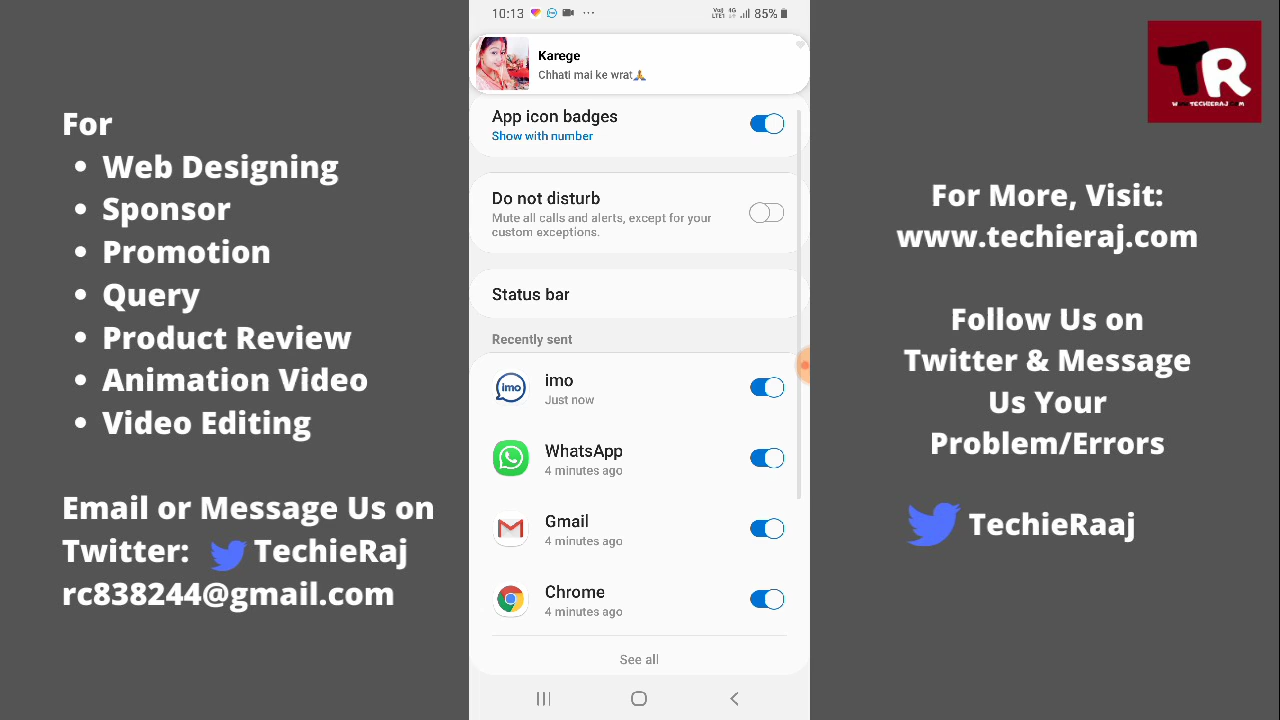 For
• Web Designing
• Sponsor
• Promotion
• Query
• Product Review
• Animation Video
• Video Editing
Email or Message Us on
Twitter: TechieRaj
rc838244@gmail.com
10:13
85%
Karege
Chhati mai ke wrat🙏
App icon badges
Show with number
Do not disturb
Mute all calls and alerts, except for your
custom exceptions.
Status bar
Recently sent
imo
imo
Just now
WhatsApp
4 minutes ago
Gmail
4 minutes ago
Chrome
4 minutes ago
See all
TR
For More, Visit:
www.techieraj.com
Follow Us on
Twitter & Message
Us Your
Problem/Errors
TechieRaaj